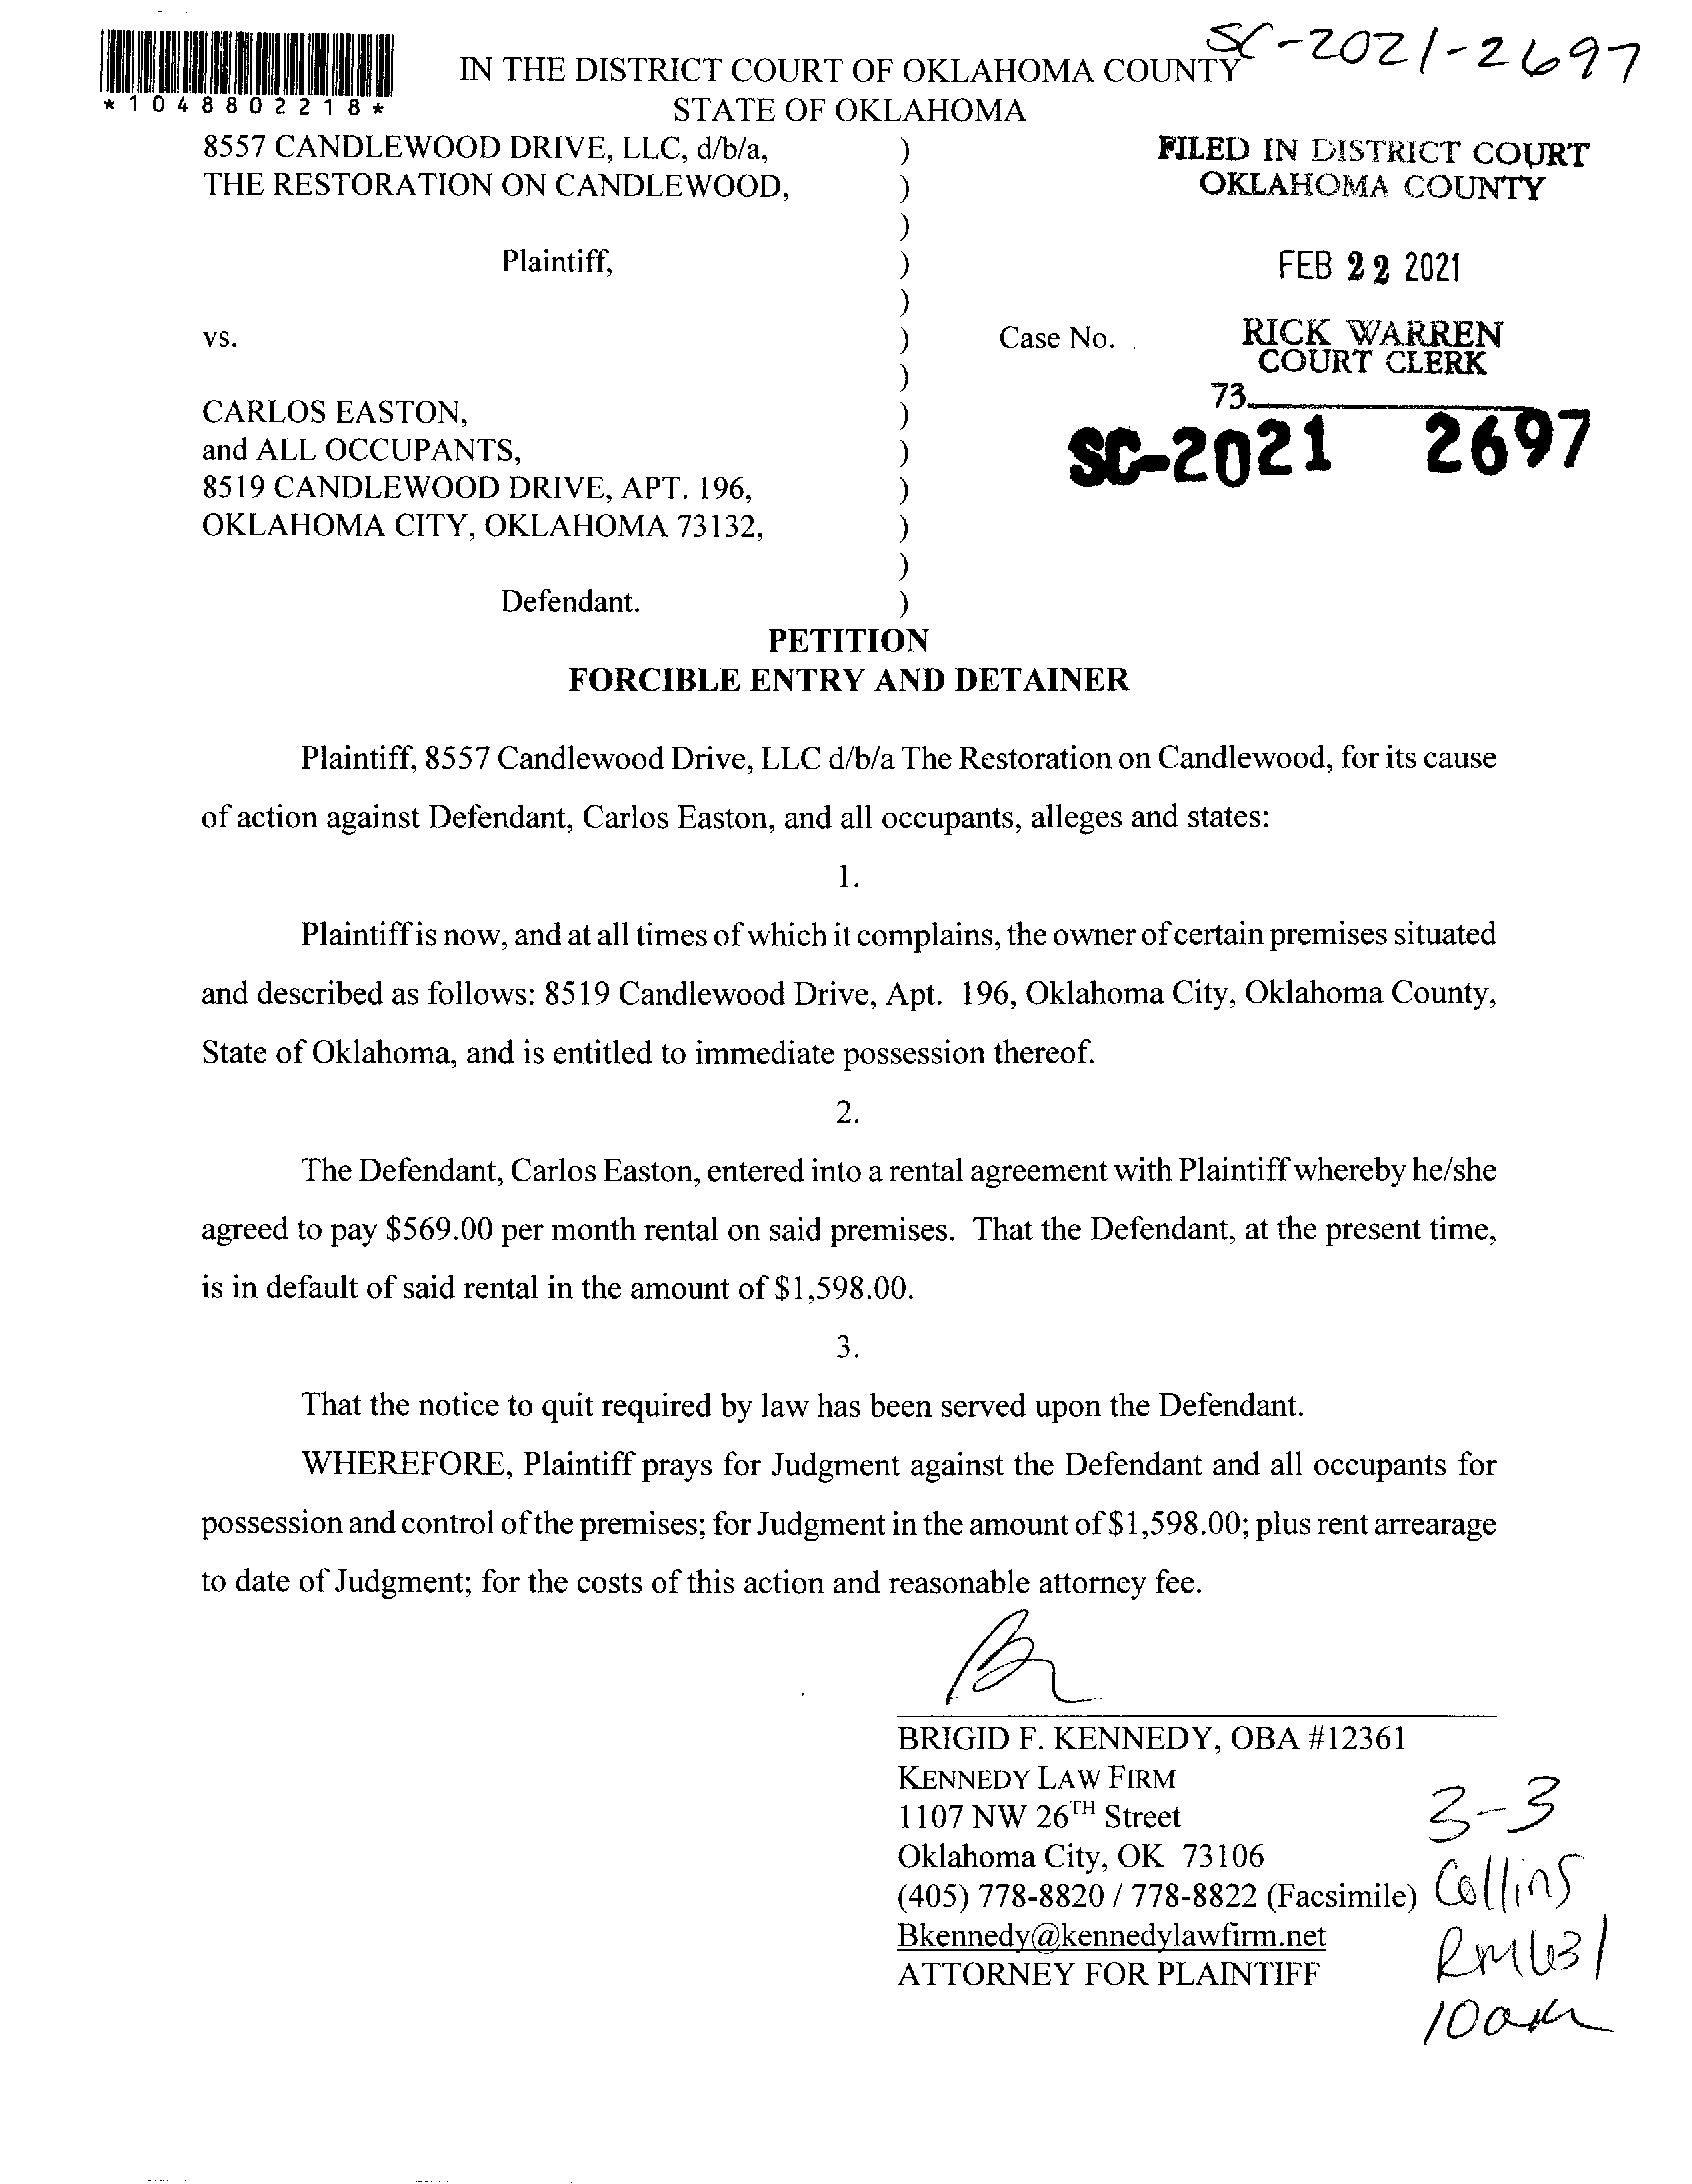 SC-2021-2697
*1048802218*
IN THE DISTRICT COURT OF OKLAHOMA COUNTY
STATE OF OKLAHOMA
8557 CANDLEWOOD DRIVE, LLC, d/b/a, )
THE RESTORATION ON CANDLEWOOD, )
)
Plaintiff, )
)
vs. ) Case No.
)
CARLOS EASTON, )
and ALL OCCUPANTS, )
8519 CANDLEWOOD DRIVE, APT. 196, )
OKLAHOMA CITY, OKLAHOMA 73132, )
)
Defendant. )
FILED IN DISTRICT COURT
OKLAHOMA COUNTY
FEB 22 2021
RICK WARREN
COURT CLERK
73
SC-2021 2697
PETITION
FORCIBLE ENTRY AND DETAINER
Plaintiff, 8557 Candlewood Drive, LLC d/b/a The Restoration on Candlewood, for its cause
of action against Defendant, Carlos Easton, and all occupants, alleges and states:
1.
Plaintiff is now, and at all times of which it complains, the owner of certain premises situated
and described as follows: 8519 Candlewood Drive, Apt. 196, Oklahoma City, Oklahoma County,
State of Oklahoma, and is entitled to immediate possession thereof.
2.
The Defendant, Carlos Easton, entered into a rental agreement with Plaintiff whereby he/she
agreed to pay $569.00 per month rental on said premises. That the Defendant, at the present time,
is in default of said rental in the amount of $1,598.00.
3.
That the notice to quit required by law has been served upon the Defendant.
WHEREFORE, Plaintiff prays for Judgment against the Defendant and all occupants for
possession and control of the premises; for Judgment in the amount of $1,598.00; plus rent arrearage
to date of Judgment; for the costs of this action and reasonable attorney fee.
BRIGID F. KENNEDY, OBA #12361
KENNEDY LAW FIRM
1107 NW 26TH Street
Oklahoma City, OK 73106
(405) 778-8820 / 778-8822 (Facsimile)
Bkennedy@kennedylawfirm.net
ATTORNEY FOR PLAINTIFF
3-3
Collins
RM 631
10am